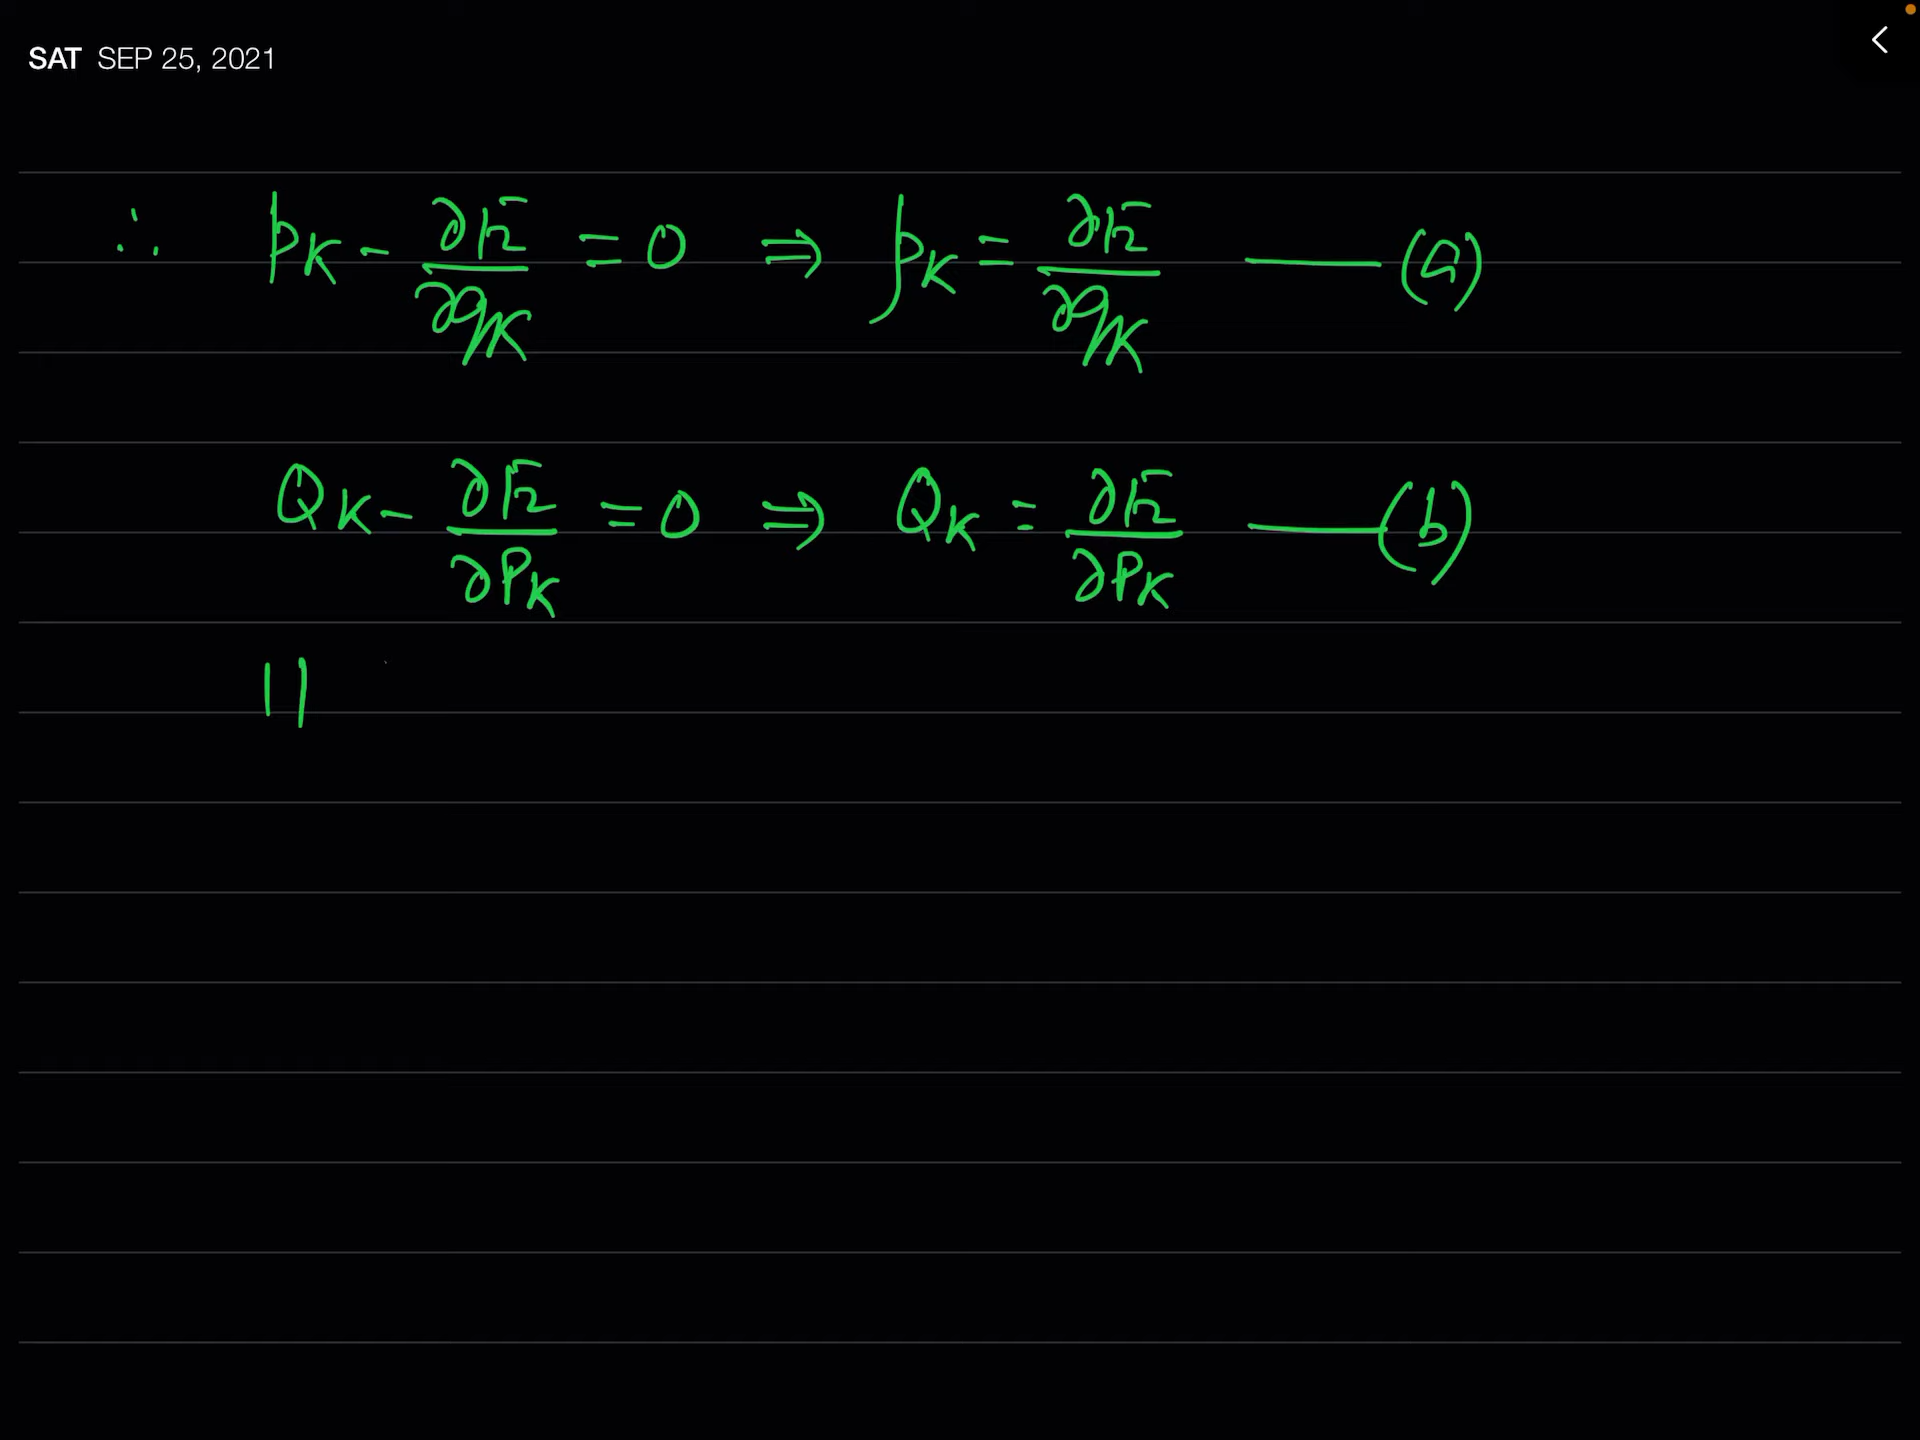 SAT SEP 25, 2021
∴ pK - ∂F2/∂qK = 0 ⇒ pK = ∂F2/∂qK —— (a)
QK - ∂F2/∂PK = 0 ⇒ QK = ∂F2/∂PK —— (b)
||